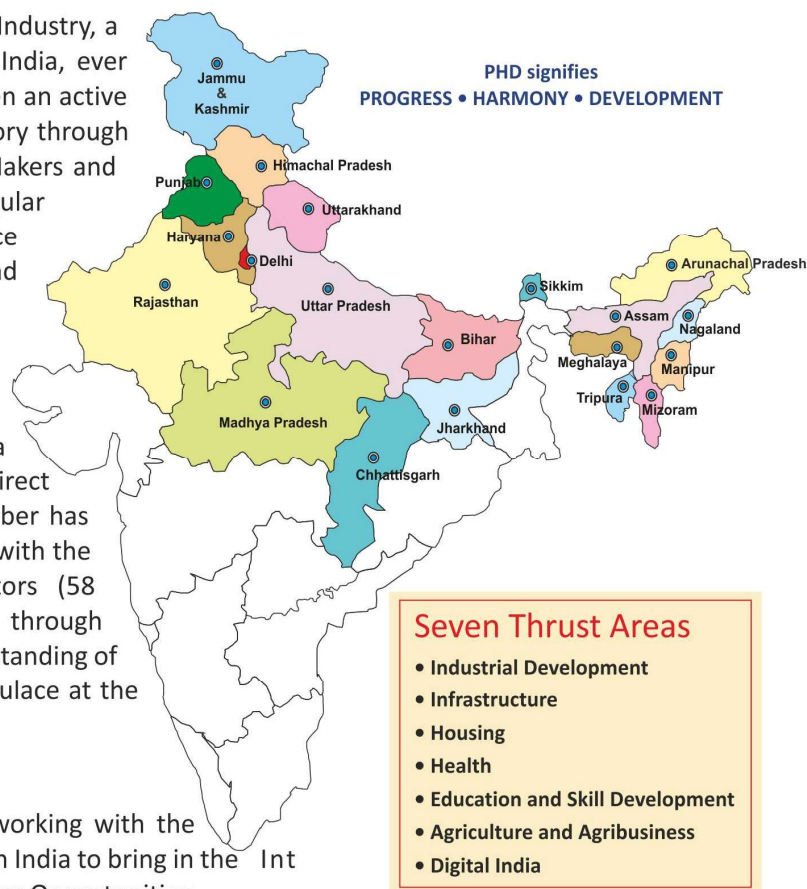 Industry, a
India, ever
en an active
ory through
Makers and
ular
ce
nd
a
irect
ber has
with the
tors (58
through
standing of
ulace at the
working with the
n India to bring in the Int
PHD signifies
PROGRESS • HARMONY • DEVELOPMENT
Jammu
&
Kashmir
Himachal Pradesh
Punjab
Uttarakhand
Haryana
Delhi
Rajasthan
Uttar Pradesh
Bihar
Sikkim
Arunachal Pradesh
Assam
Nagaland
Meghalaya
Manipur
Tripura
Mizoram
Madhya Pradesh
Jharkhand
Chhattisgarh
Seven Thrust Areas
• Industrial Development
• Infrastructure
• Housing
• Health
• Education and Skill Development
• Agriculture and Agribusiness
• Digital India